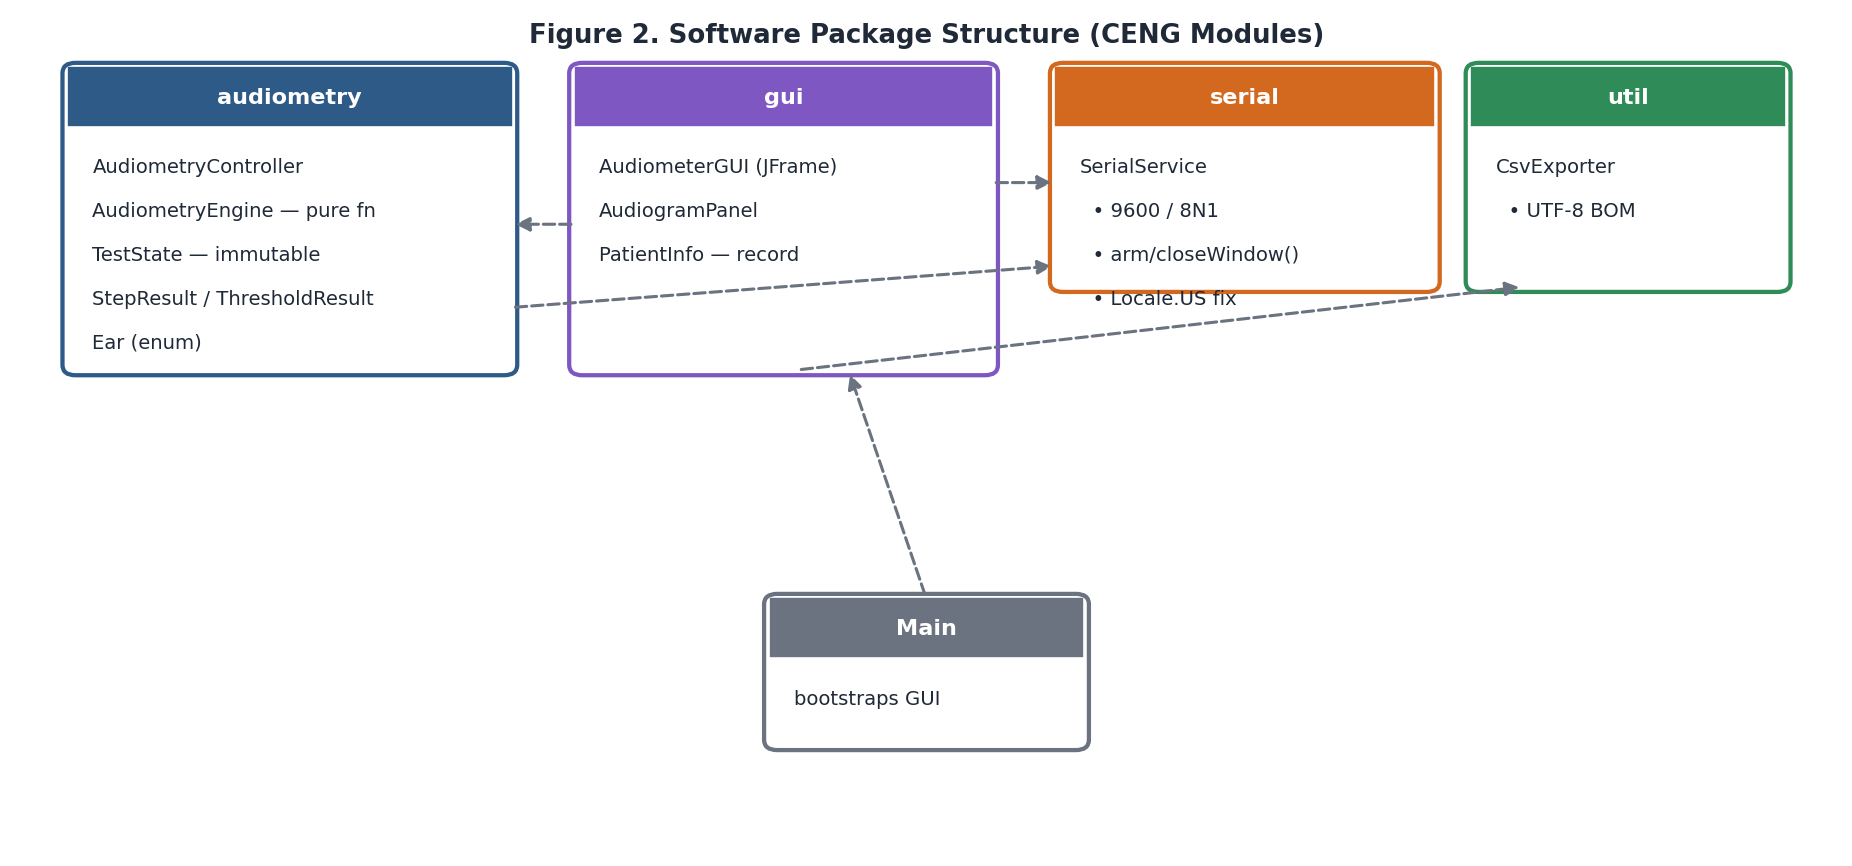 Figure 2. Software Package Structure (CENG Modules)
audiometry
AudiometryController
AudiometryEngine — pure fn
TestState — immutable
StepResult / ThresholdResult
Ear (enum)
gui
AudiometerGUI (JFrame)
AudiogramPanel
PatientInfo — record
serial
SerialService
• 9600 / 8N1
• arm/closeWindow()
• Locale.US fix
util
CsvExporter
• UTF-8 BOM
Main
bootstraps GUI